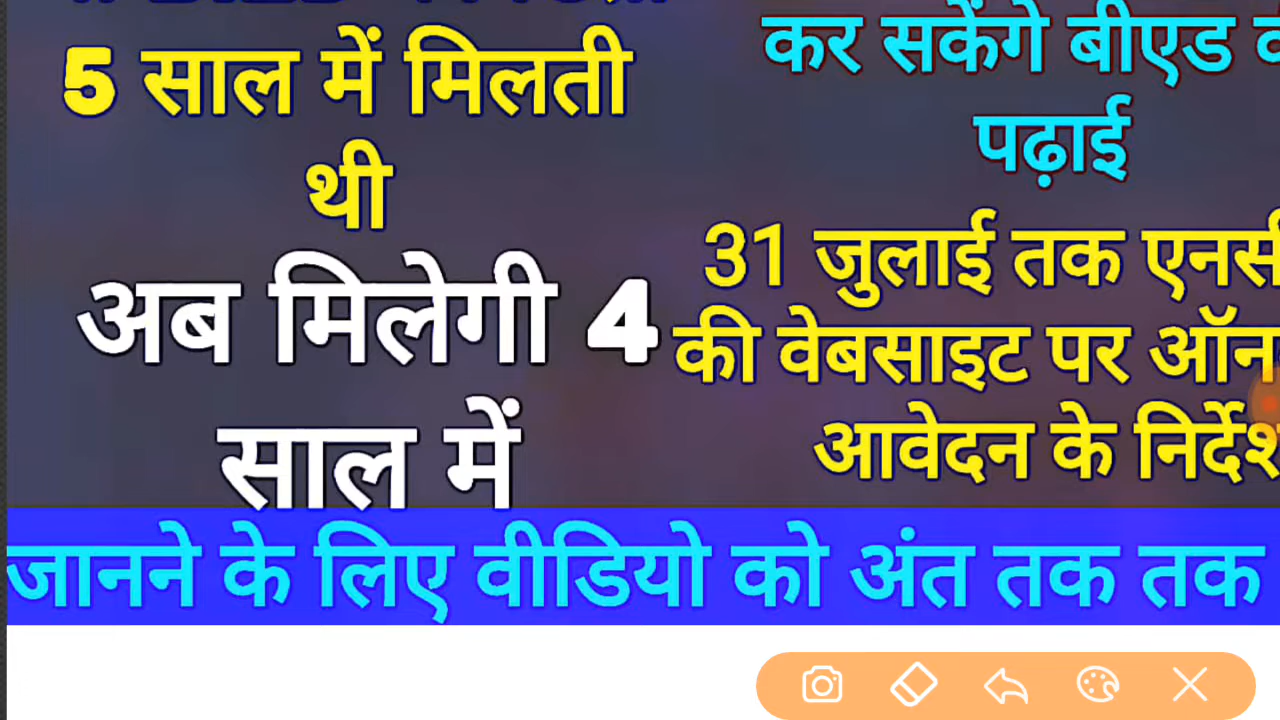 5 साल में मिलती
थी
अब मिलेगी 4
साल में
कर सकेंगे बीएड
पढ़ाई
31 जुलाई तक
की वेबसाइट पर
आवेदन के
जानने के लिए वीडियो को अंत तक तक